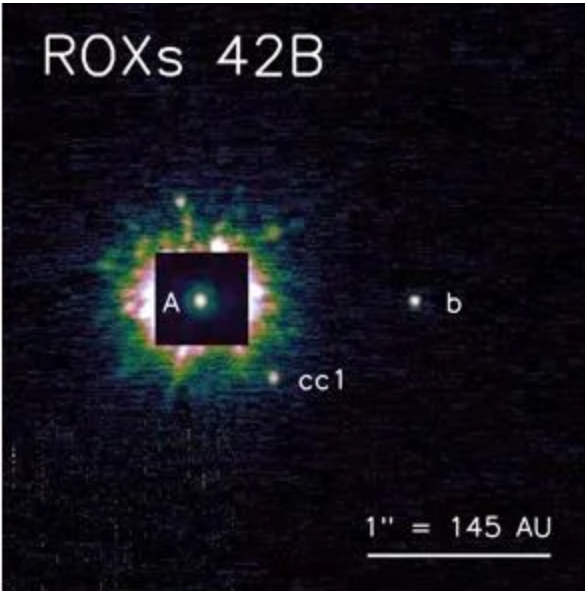 ROXs 42B
A
b
cc1
1" = 145 AU